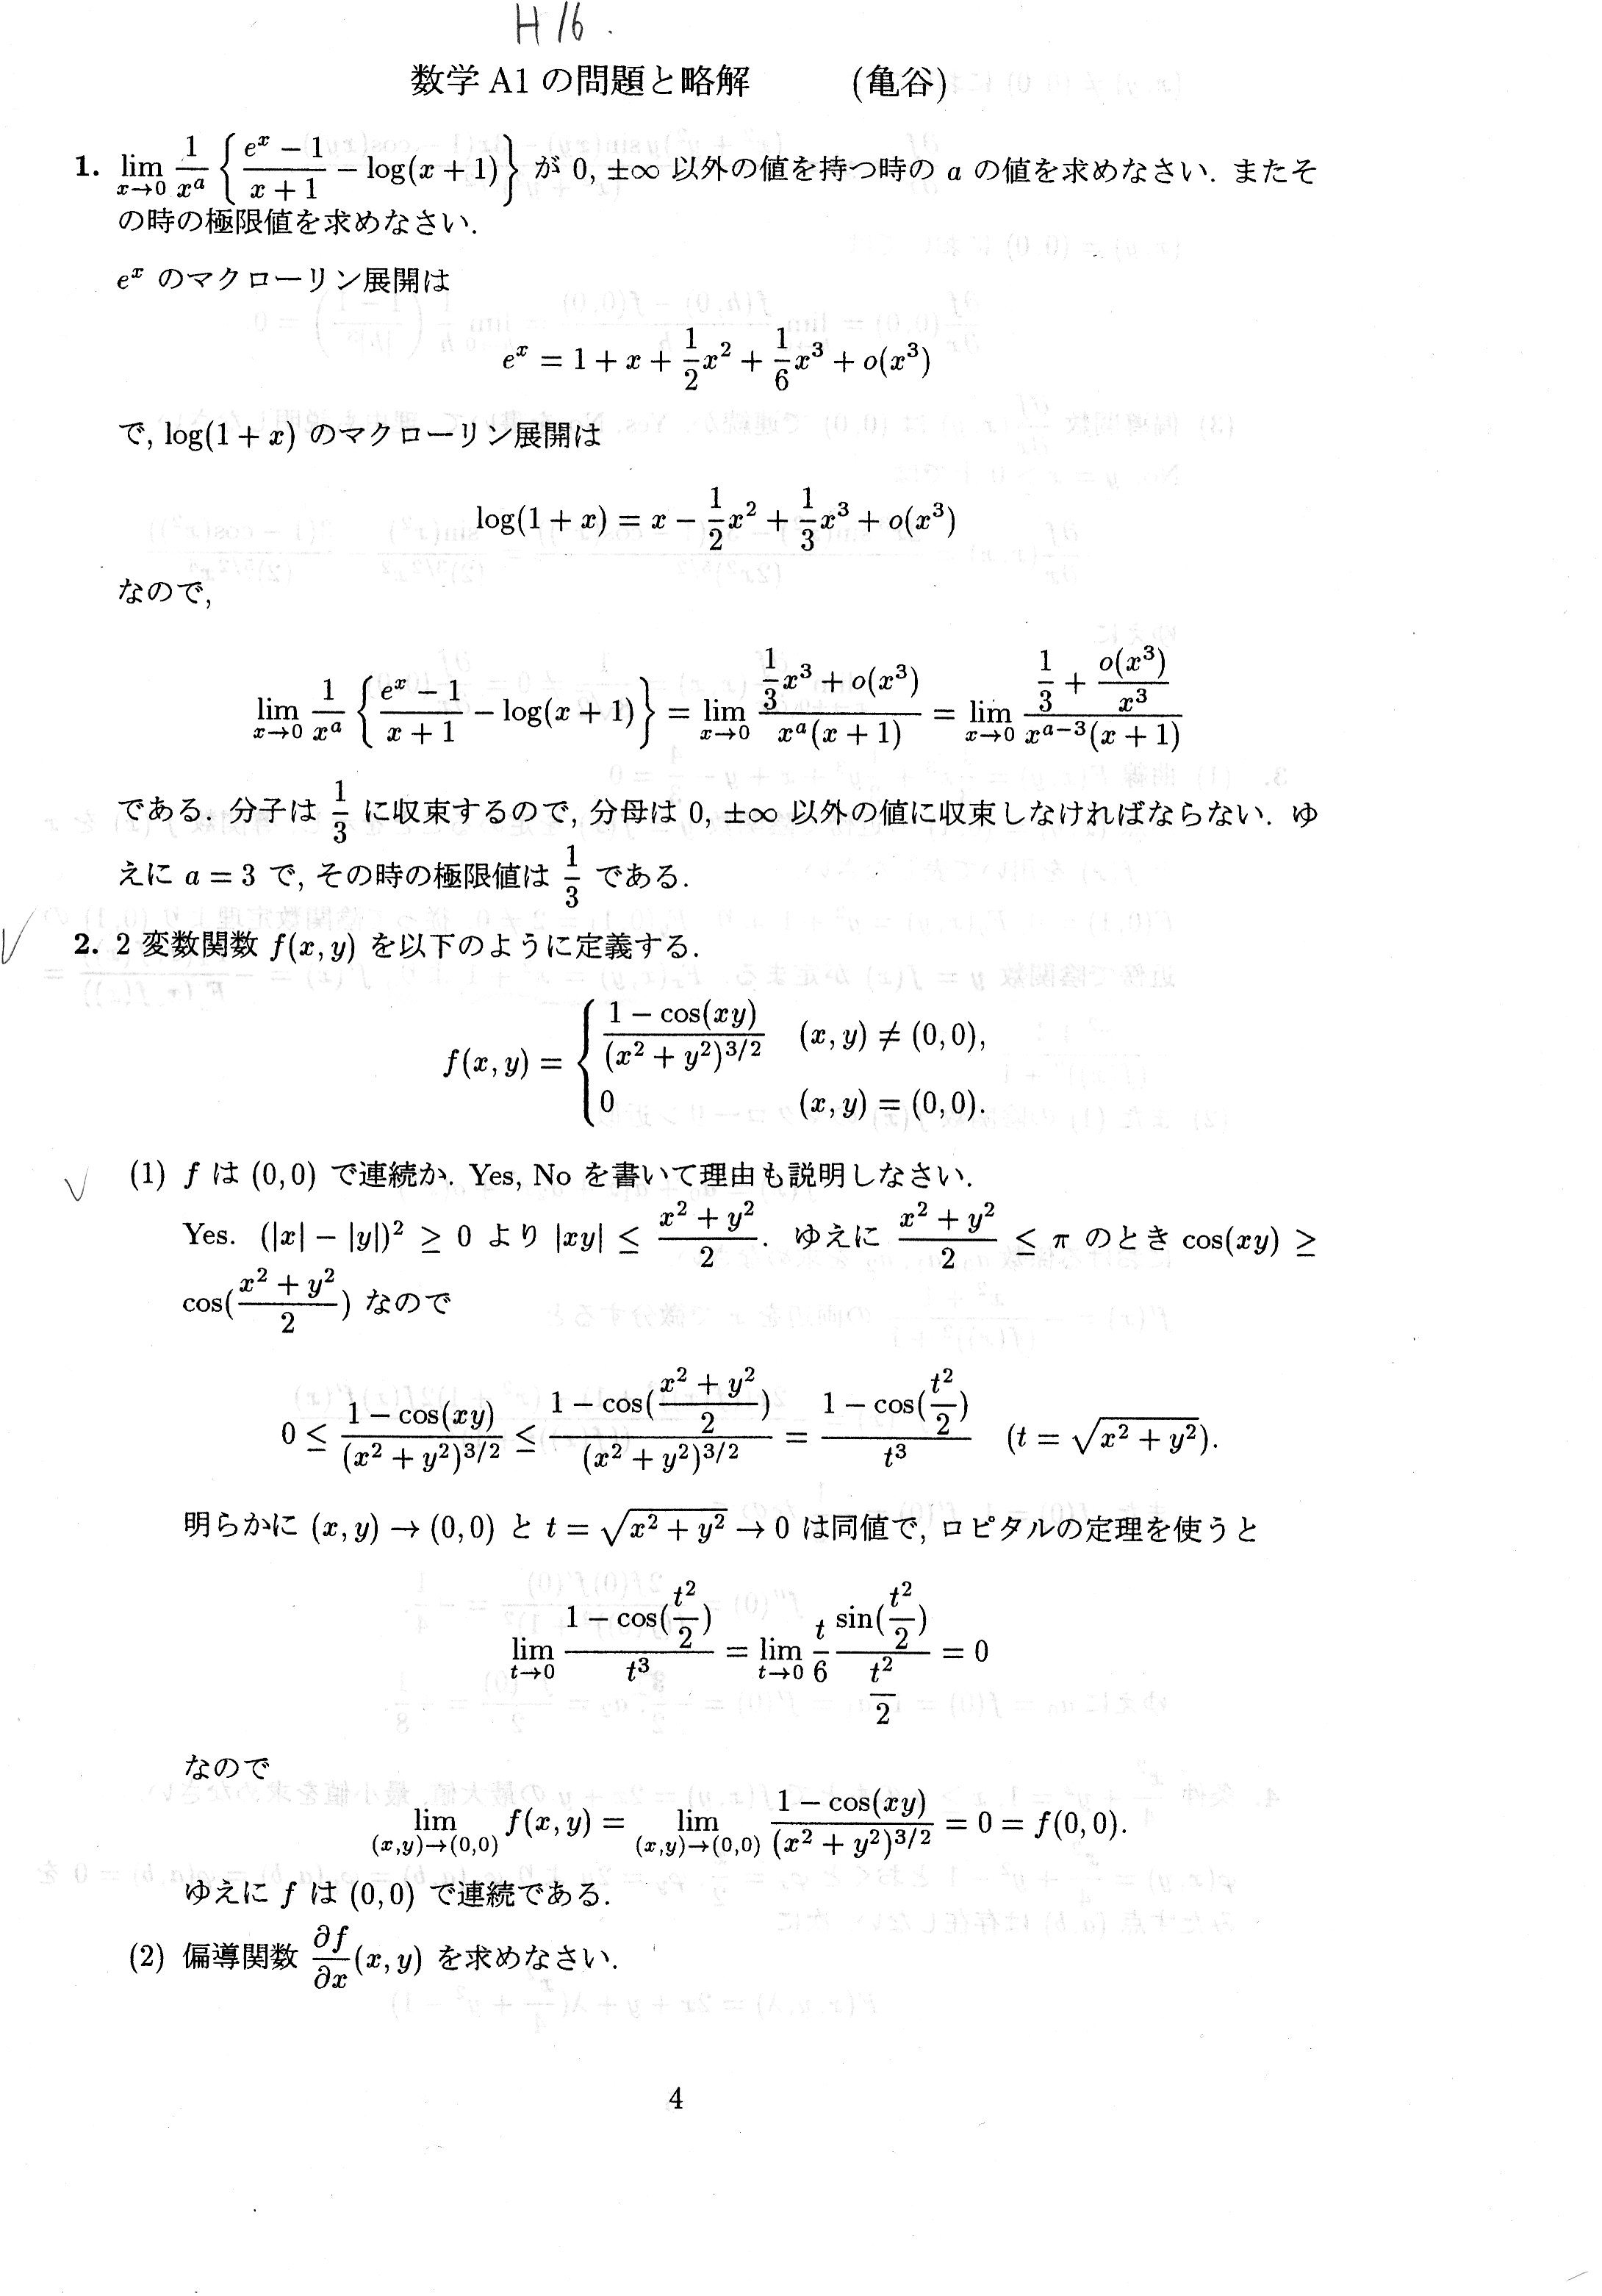 H16.
数学 A1 の問題と略解 (亀谷)
1. $\lim_{x \to 0} \frac{1}{x^a} \left\{ \frac{e^x - 1}{x+1} - \log(x+1) \right\}$ が 0, ±∞ 以外の値を持つ時の a の値を求めなさい. またそ
の時の極限値を求めなさい.
$e^x$ のマクローリン展開は
$e^x = 1 + x + \frac{1}{2}x^2 + \frac{1}{6}x^3 + o(x^3)$
で, log(1 + x) のマクローリン展開は
$\log(1+x) = x - \frac{1}{2}x^2 + \frac{1}{3}x^3 + o(x^3)$
なので,
$\lim_{x \to 0} \frac{1}{x^a} \left\{ \frac{e^x - 1}{x+1} - \log(x+1) \right\} = \lim_{x \to 0} \frac{\frac{1}{3}x^3 + o(x^3)}{x^a(x+1)} = \lim_{x \to 0} \frac{\frac{1}{3} + \frac{o(x^3)}{x^3}}{x^{a-3}(x+1)}$
である. 分子は $\frac{1}{3}$ に収束するので, 分母は 0, ±∞ 以外の値に収束しなければならない. ゆ
えに a = 3 で, その時の極限値は $\frac{1}{3}$ である.
2. 2 変数関数 f(x, y) を以下のように定義する.
$f(x,y) = \begin{cases} \frac{1 - \cos(xy)}{(x^2+y^2)^{3/2}} & (x,y) \neq (0,0), \\ 0 & (x,y) = (0,0). \end{cases}$
(1) f は (0, 0) で連続か. Yes, No を書いて理由も説明しなさい.
Yes. $(|x| - |y|)^2 \geq 0$ より $|xy| \leq \frac{x^2+y^2}{2}$. ゆえに $\frac{x^2+y^2}{2} \leq \pi$ のとき $\cos(xy) \geq$
$\cos(\frac{x^2+y^2}{2})$ なので
$0 \leq \frac{1 - \cos(xy)}{(x^2+y^2)^{3/2}} \leq \frac{1 - \cos(\frac{x^2+y^2}{2})}{(x^2+y^2)^{3/2}} = \frac{1 - \cos(\frac{t^2}{2})}{t^3} \quad (t = \sqrt{x^2+y^2}).$
明らかに (x, y) → (0, 0) と $t = \sqrt{x^2+y^2} \to 0$ は同値で, ロピタルの定理を使うと
$\lim_{t \to 0} \frac{1 - \cos(\frac{t^2}{2})}{t^3} = \lim_{t \to 0} \frac{t}{6} \frac{\sin(\frac{t^2}{2})}{\frac{t^2}{2}} = 0$
なので
$\lim_{(x,y) \to (0,0)} f(x,y) = \lim_{(x,y) \to (0,0)} \frac{1 - \cos(xy)}{(x^2+y^2)^{3/2}} = 0 = f(0,0).$
ゆえに f は (0, 0) で連続である.
(2) 偏導関数 $\frac{\partial f}{\partial x}(x,y)$ を求めなさい.
4